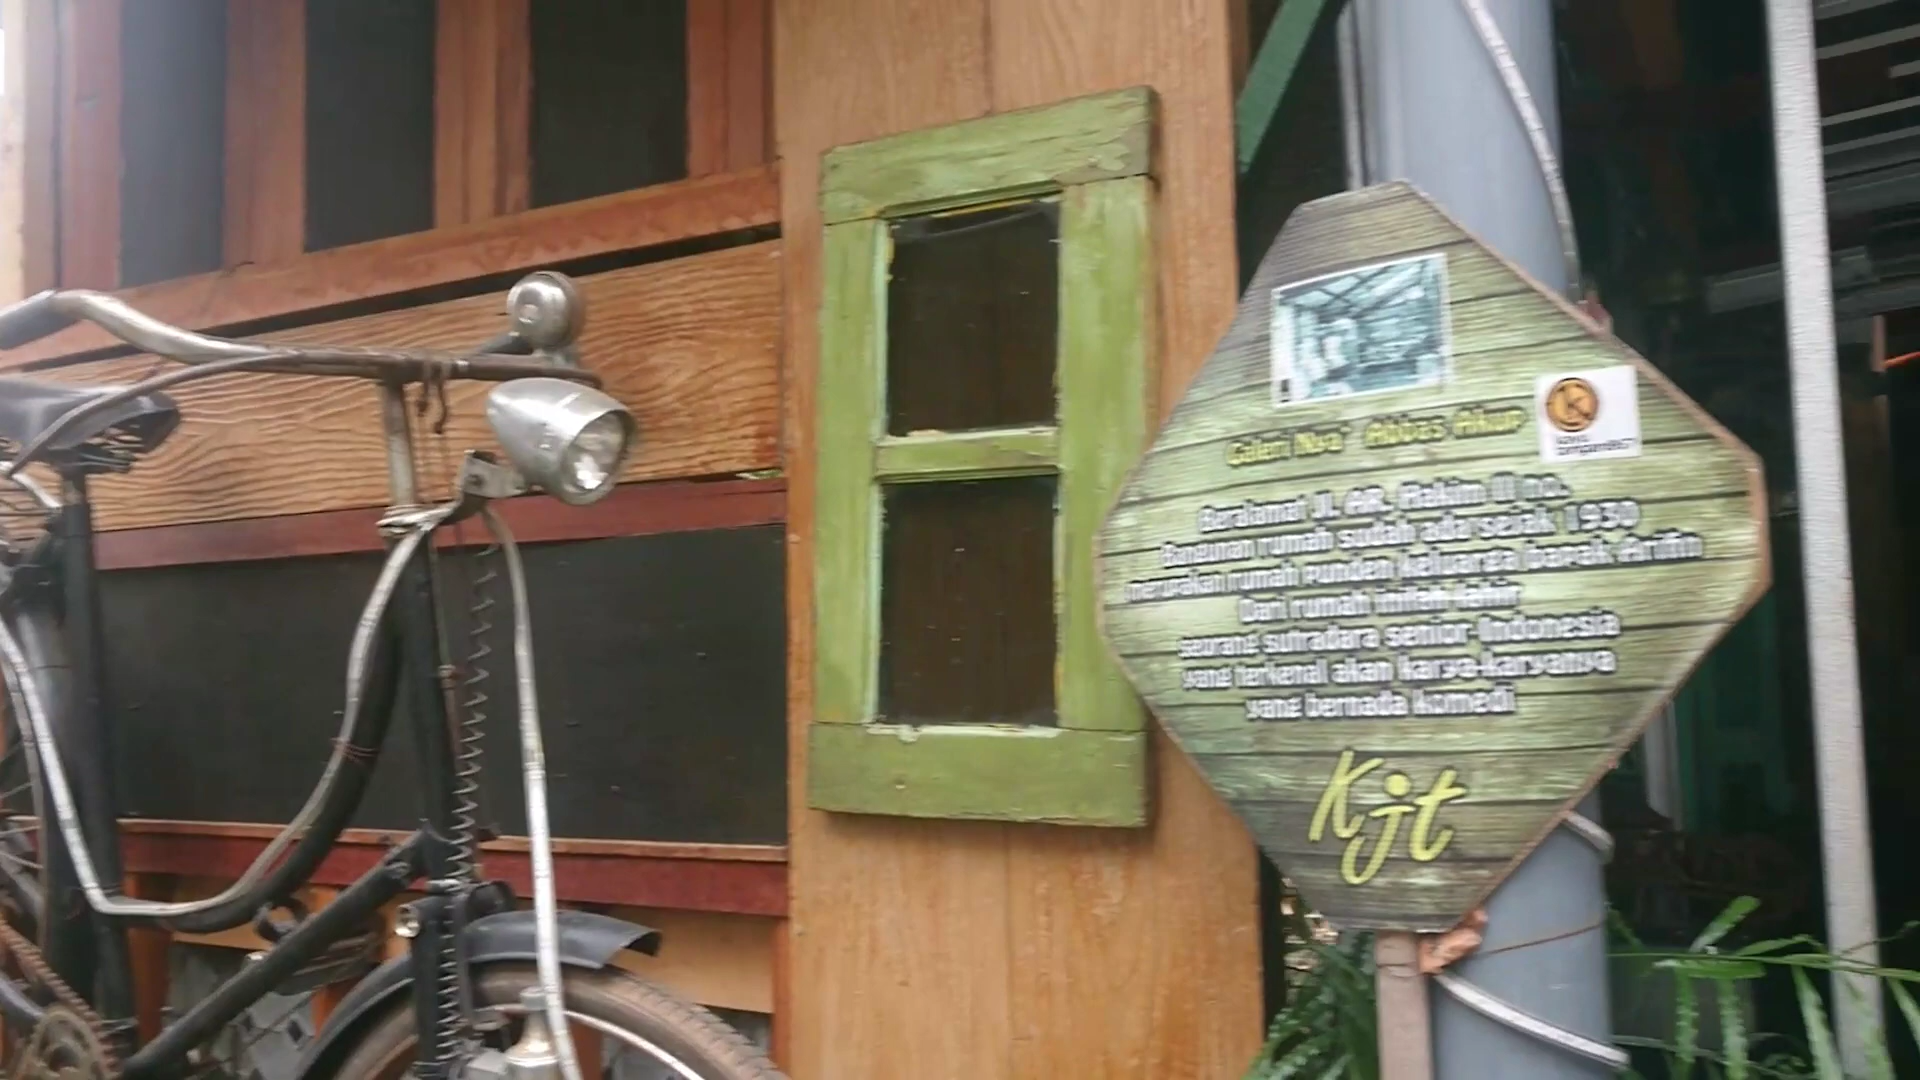 Galeri Nya' Abbas Akup
Beralamat Jl. AR. Hakim II no.
Bangunan rumah sudah ada sejak 1930
merupakan rumah punden keluarga bapak Arifin
Dari rumah inilah lahir
seorang sutradara senior Indonesia
yang terkenal akan karya-karyanya
yang bernada komedi
Kjt